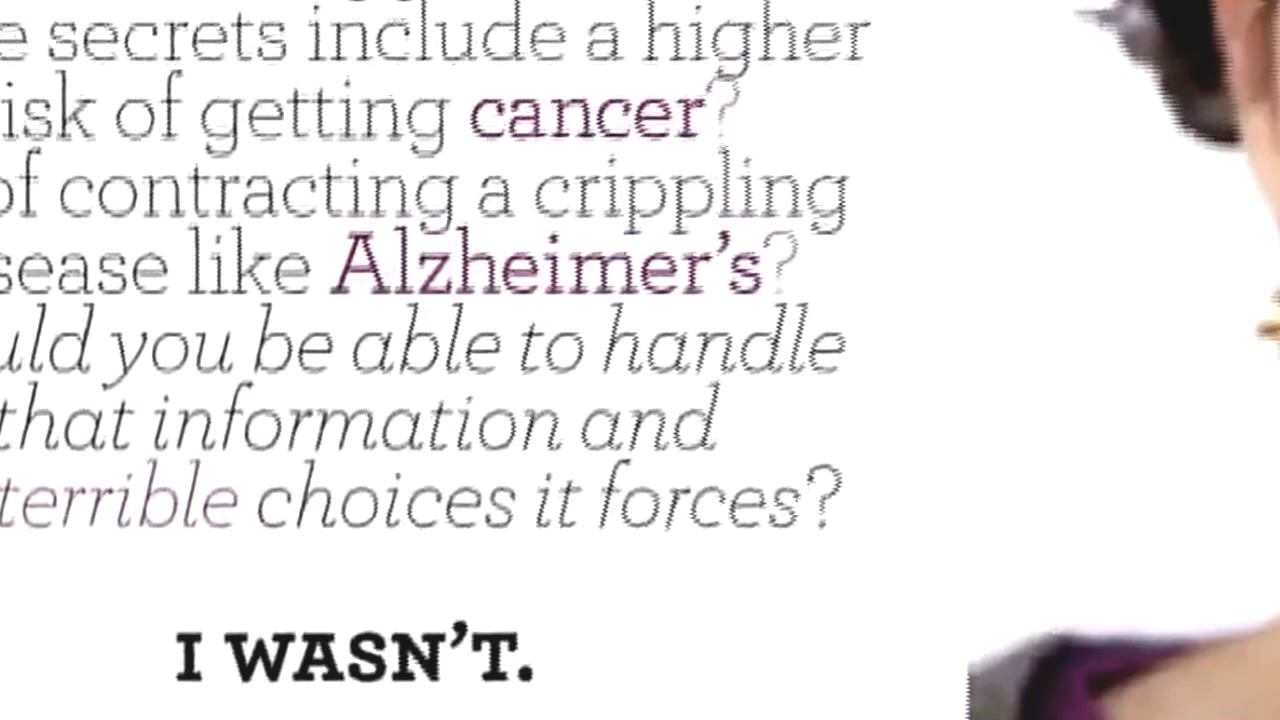 e secrets include a higher
isk of getting cancer?
of contracting a crippling
sease like Alzheimer's?
uld you be able to handle
that information and
terrible choices it forces?
I WASN'T.